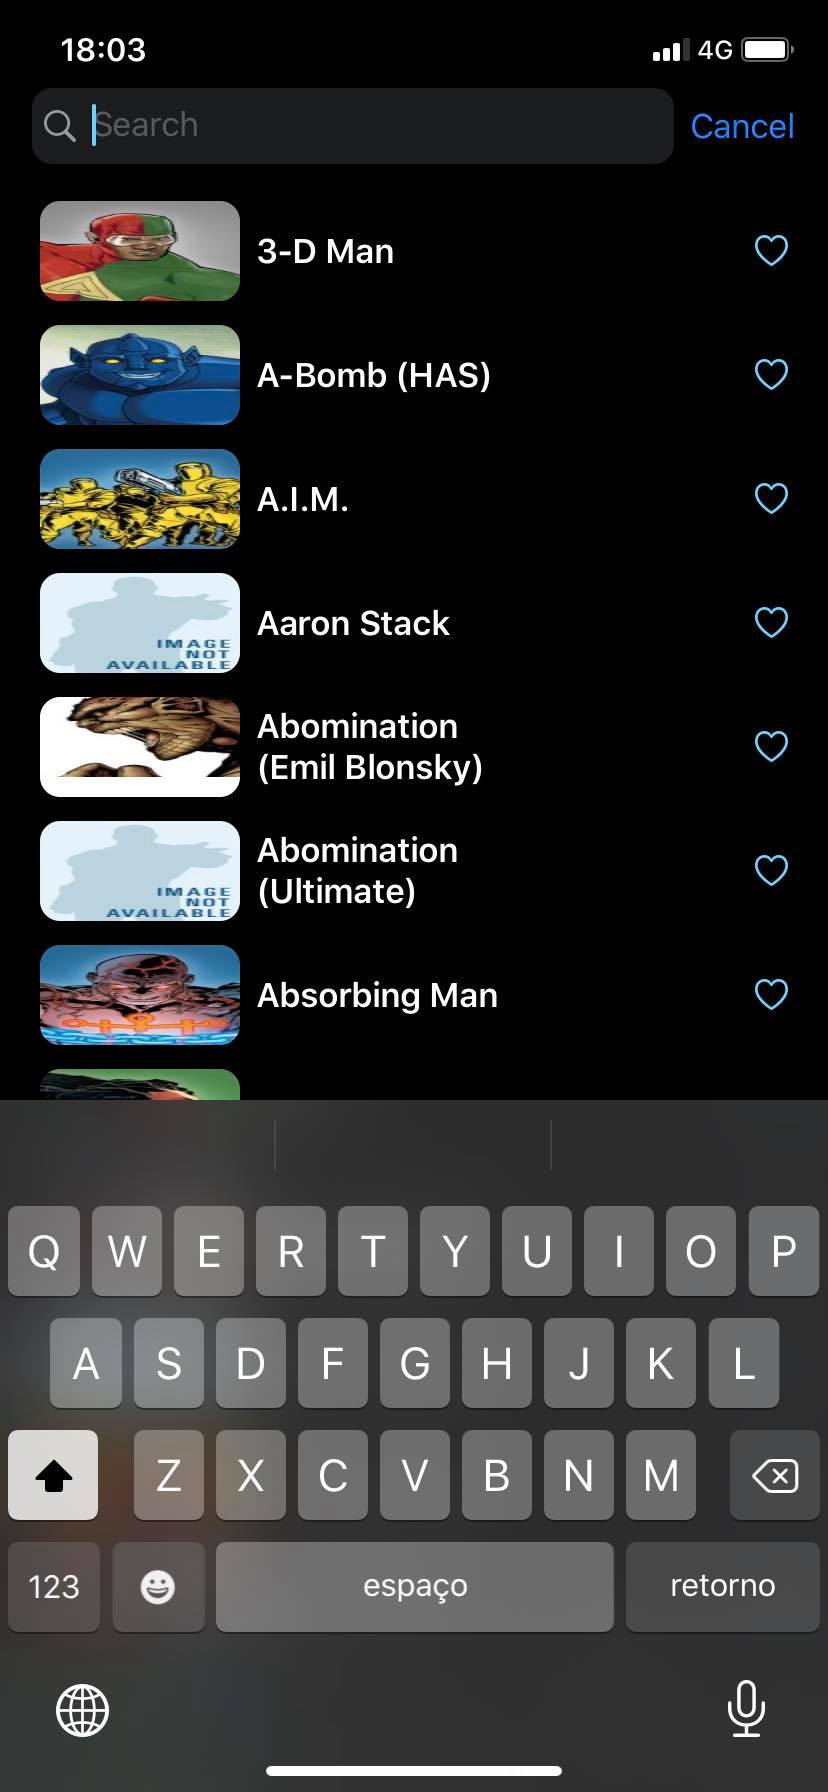 18:03
4G
Search
Cancel
3-D Man
A-Bomb (HAS)
A.I.M.
IMAGE
NOT
AVAILABLE
Aaron Stack
Abomination
(Emil Blonsky)
IMAGE
NOT
AVAILABLE
Abomination
(Ultimate)
Absorbing Man
Q W E R T Y U I O P
A S D F G H J K L
Z X C V B N M
123 espaço retorno